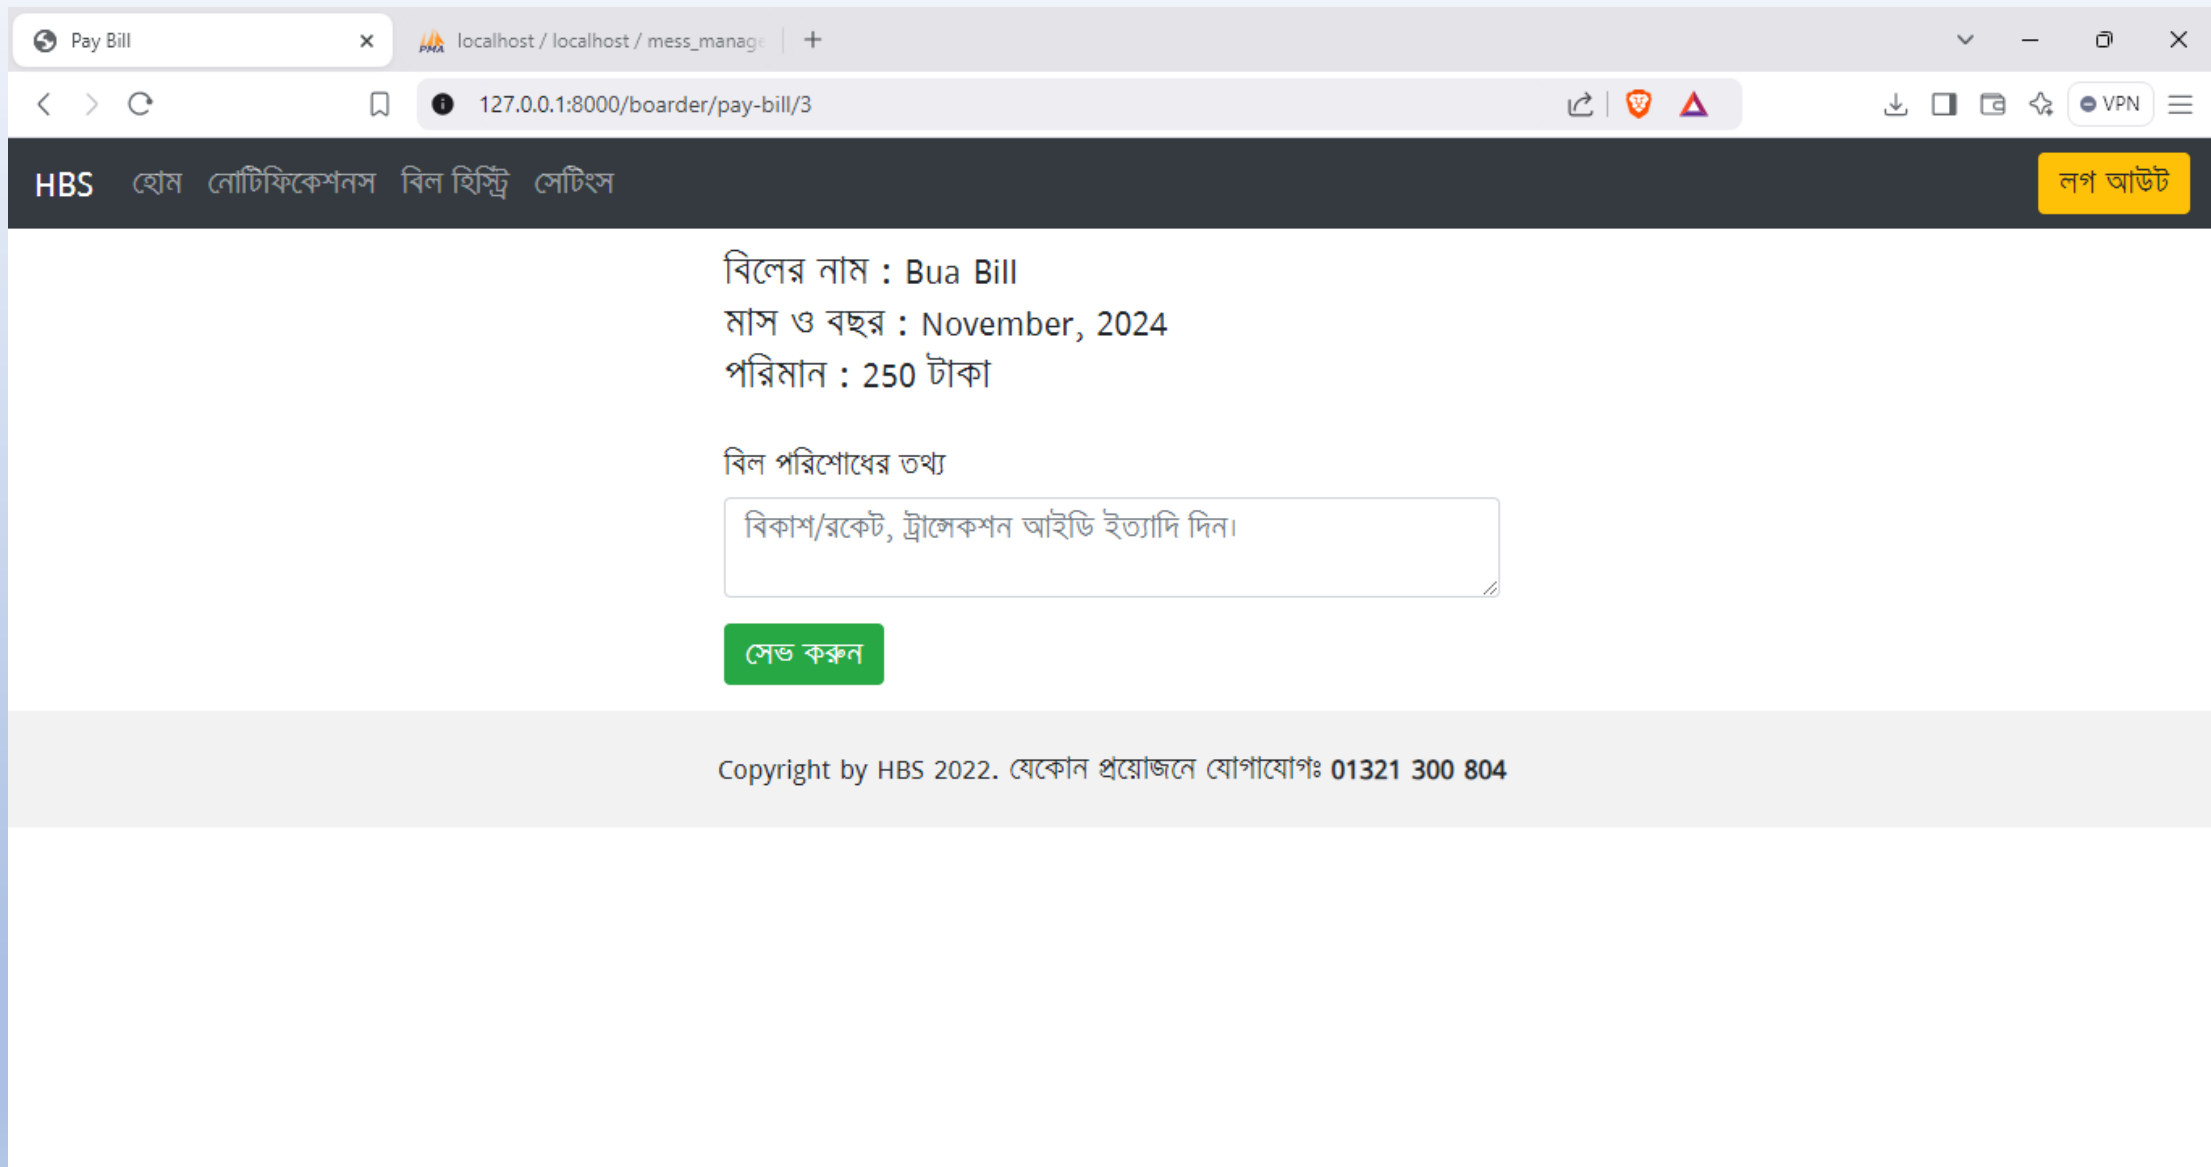 Pay Bill
localhost / localhost / mess_manage
127.0.0.1:8000/boarder/pay-bill/3
VPN
HBS হোম নোটিফিকেশনস বিল হিস্ট্রি সেটিংস
লগ আউট
বিলের নাম : Bua Bill
মাস ও বছর : November, 2024
পরিমান : 250 টাকা
বিল পরিশোধের তথ্য
বিকাশ/রকেট, ট্রান্সেকশন আইডি ইত্যাদি দিন।
সেভ করুন
Copyright by HBS 2022. যেকোন প্রয়োজনে যোগাযোগঃ 01321 300 804